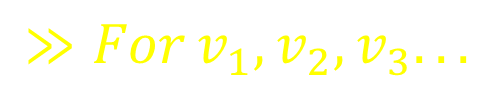 ≫ For v₁, v₂, v₃...